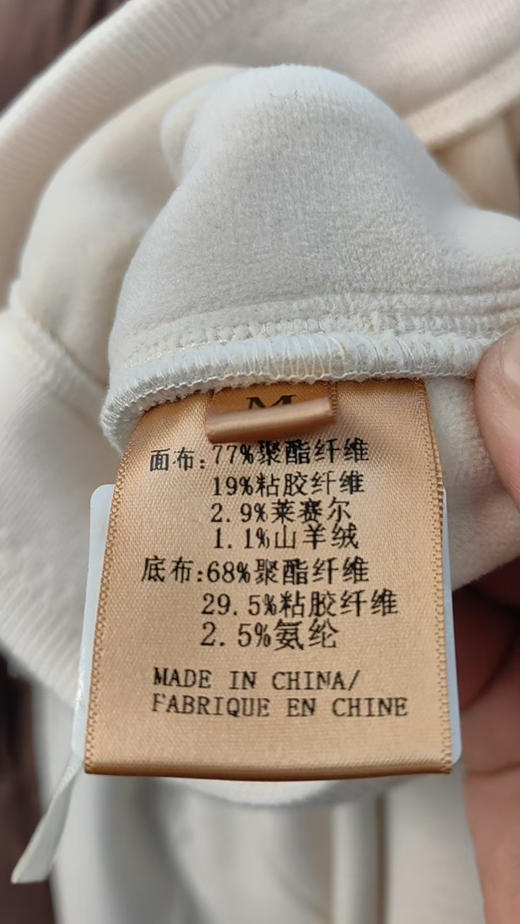 M
面布:77%聚酯纤维
19%粘胶纤维
2.9%莱赛尔
1.1%山羊绒
底布:68%聚酯纤维
29.5%粘胶纤维
2.5%氨纶
MADE IN CHINA/
FABRIQUE EN CHINE